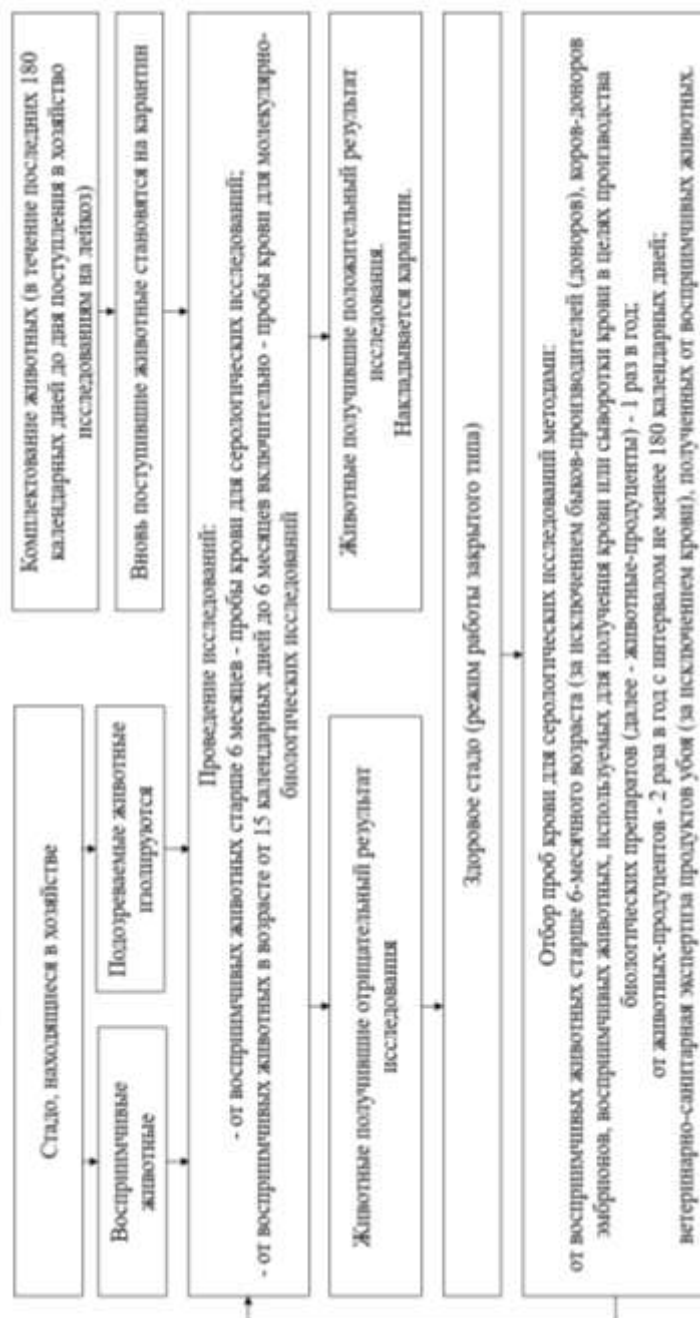 Стадо, находящиеся в хозяйстве
Комплектование животных (в течение последних 180
календарных дней до дня поступления в хозяйство
исследованиям на лейкоз)
Восприимчивые
животные
Подозреваемые животные
изолируются
Вновь поступившие животные становятся на карантин
Проведение исследований:
- от восприимчивых животных старше 6 месяцев - пробы крови для серологических исследований;
- от восприимчивых животных в возрасте от 15 календарных дней до 6 месяцев включительно - пробы крови для молекулярно-
биологических исследований
Животные получившие отрицательный результат
исследования
Животные получившие положительный результат
исследования.
Накладывается карантин.
Здоровое стадо (режим работы закрытого типа)
Отбор проб крови для серологических исследований методами:
от восприимчивых животных старше 6-месячного возраста (за исключением быков-производителей (доноров), коров-доноров
эмбрионов, восприимчивых животных, используемых для получения крови или сыворотки крови в целях производства
биологических препаратов (далее - животные-продуценты) - 1 раз в год;
от животных-продуцентов - 2 раза в год с интервалом не менее 180 календарных дней;
ветеринарно-санитарная экспертиза продуктов убоя (за исключением крови), полученных от восприимчивых животных.